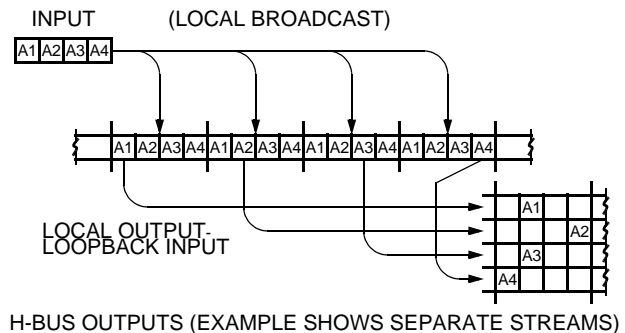 INPUT (LOCAL BROADCAST)
A1 A2 A3 A4
A1 A2 A3 A4 A1 A2 A3 A4 A1 A2 A3 A4 A1 A2 A3 A4
A1
LOCAL OUTPUT-
A2
LOOPBACK INPUT
A3
A4
H-BUS OUTPUTS (EXAMPLE SHOWS SEPARATE STREAMS)